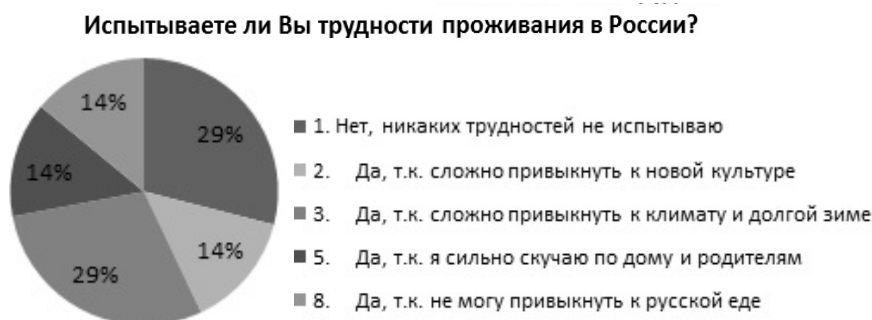 Испытываете ли Вы трудности проживания в России?
14%
29%
14%
14%
29%
1. Нет, никаких трудностей не испытываю
2. Да, т.к. сложно привыкнуть к новой культуре
3. Да, т.к. сложно привыкнуть к климату и долгой зиме
5. Да, т.к. я сильно скучаю по дому и родителям
8. Да, т.к. не могу привыкнуть к русской еде